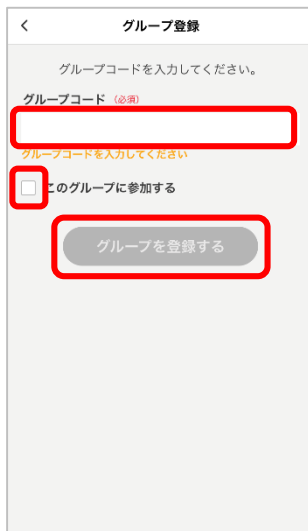 グループ登録
グループコードを入力してください。
グループコード (必須)
グループコードを入力してください
このグループに参加する
グループを登録する